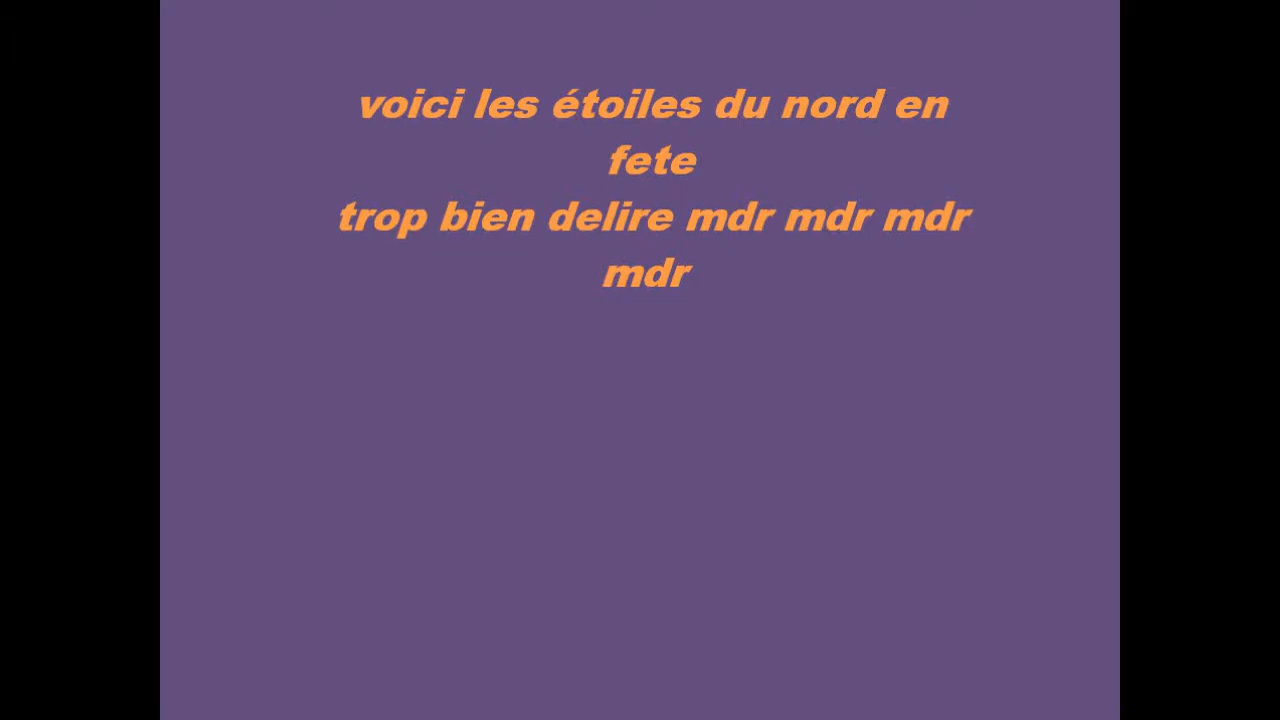 voici les étoiles du nord en
fete
trop bien delire mdr mdr mdr
mdr